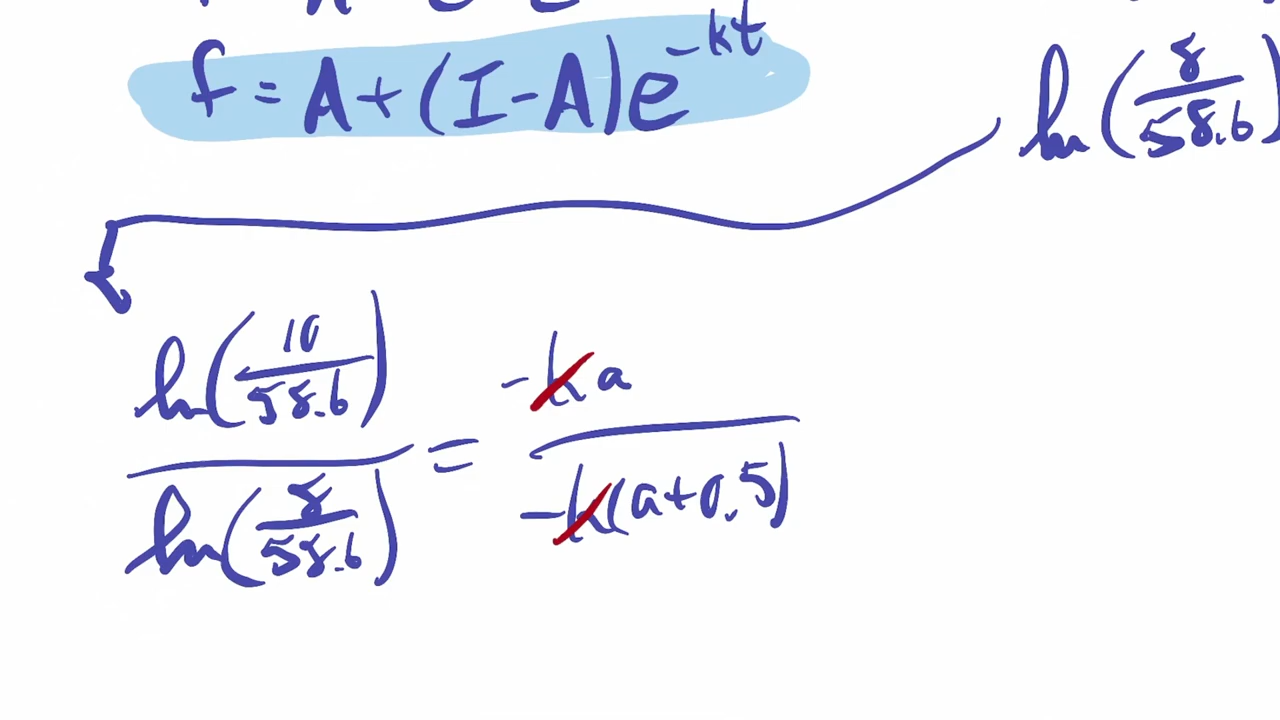 f = A + (I - A)e^{-kt}
ln(8/58.6)
ln(10/58.6) / ln(8/58.6) = -ka / -k(a+0.5)